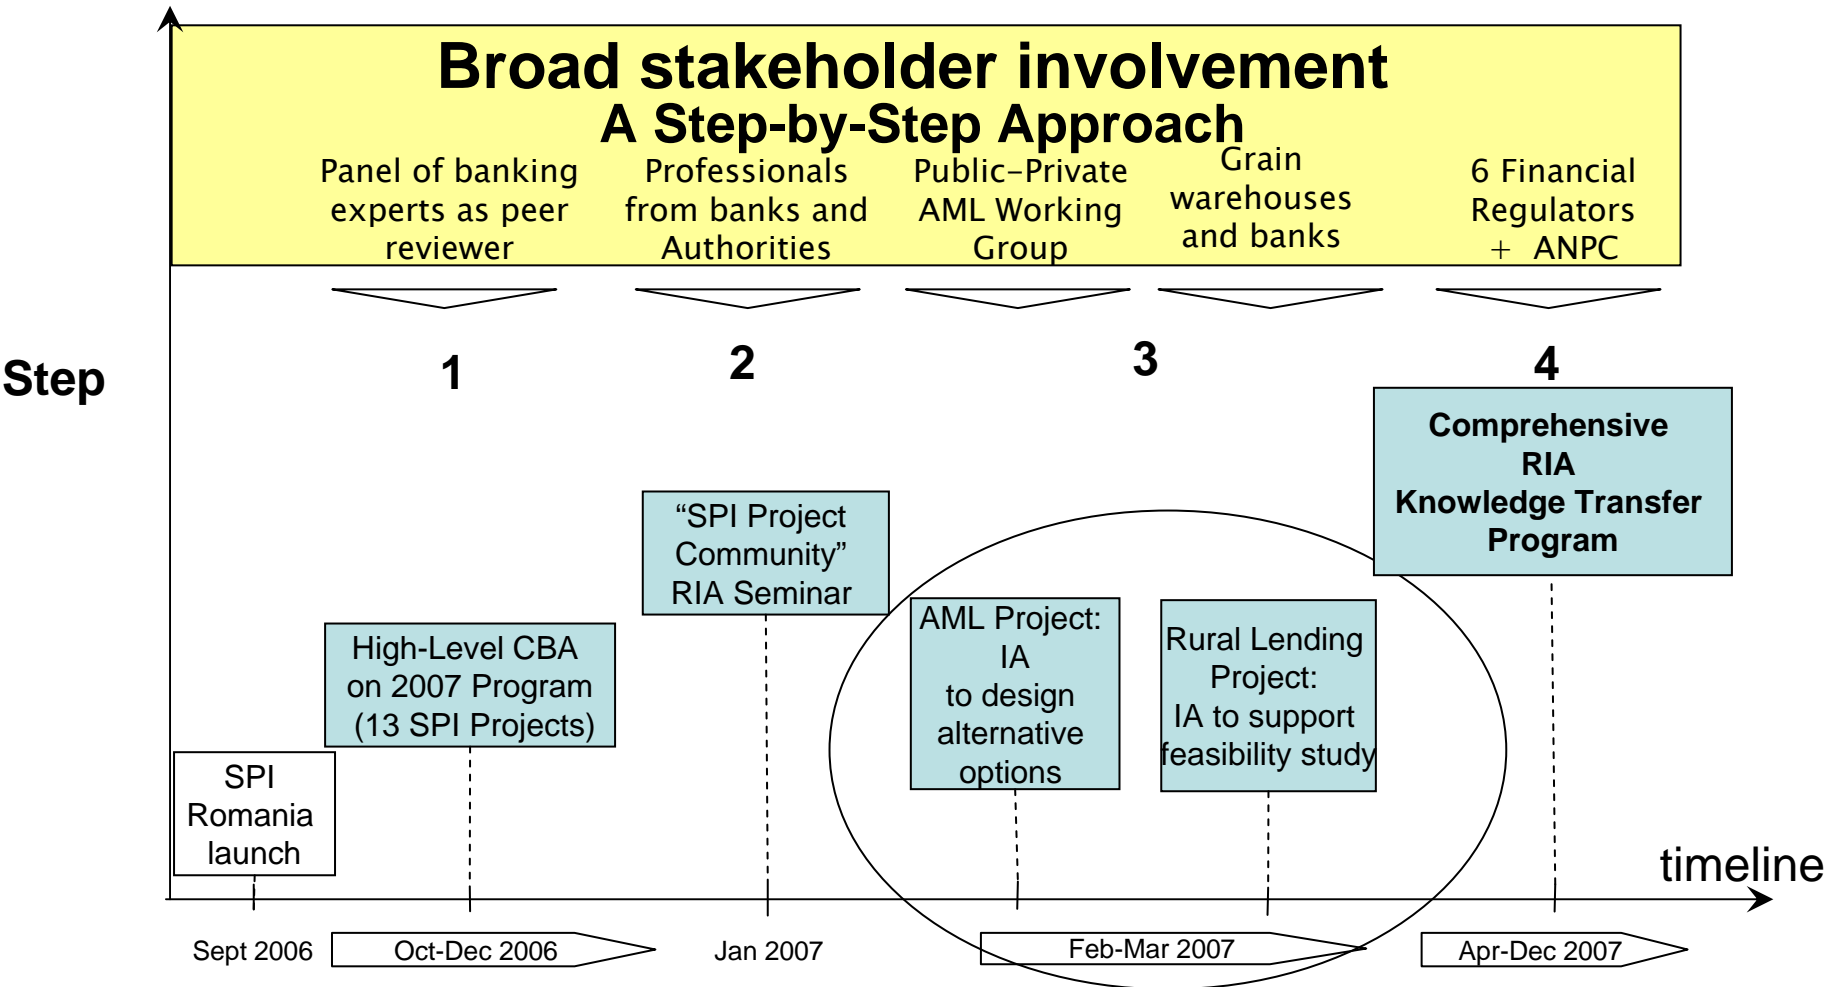 Broad stakeholder involvement
A Step-by-Step Approach
Panel of banking
experts as peer
reviewer
Professionals
from banks and
Authorities
Public-Private
AML Working
Group
Grain
warehouses
and banks
6 Financial
Regulators
+ ANPC
Step
1
2
3
4
Comprehensive
RIA
Knowledge Transfer
Program
“SPI Project
Community”
RIA Seminar
AML Project:
IA
to design
alternative
options
Rural Lending
Project:
IA to support
feasibility study
High-Level CBA
on 2007 Program
(13 SPI Projects)
SPI
Romania
launch
timeline
Sept 2006
Oct-Dec 2006
Jan 2007
Feb-Mar 2007
Apr-Dec 2007